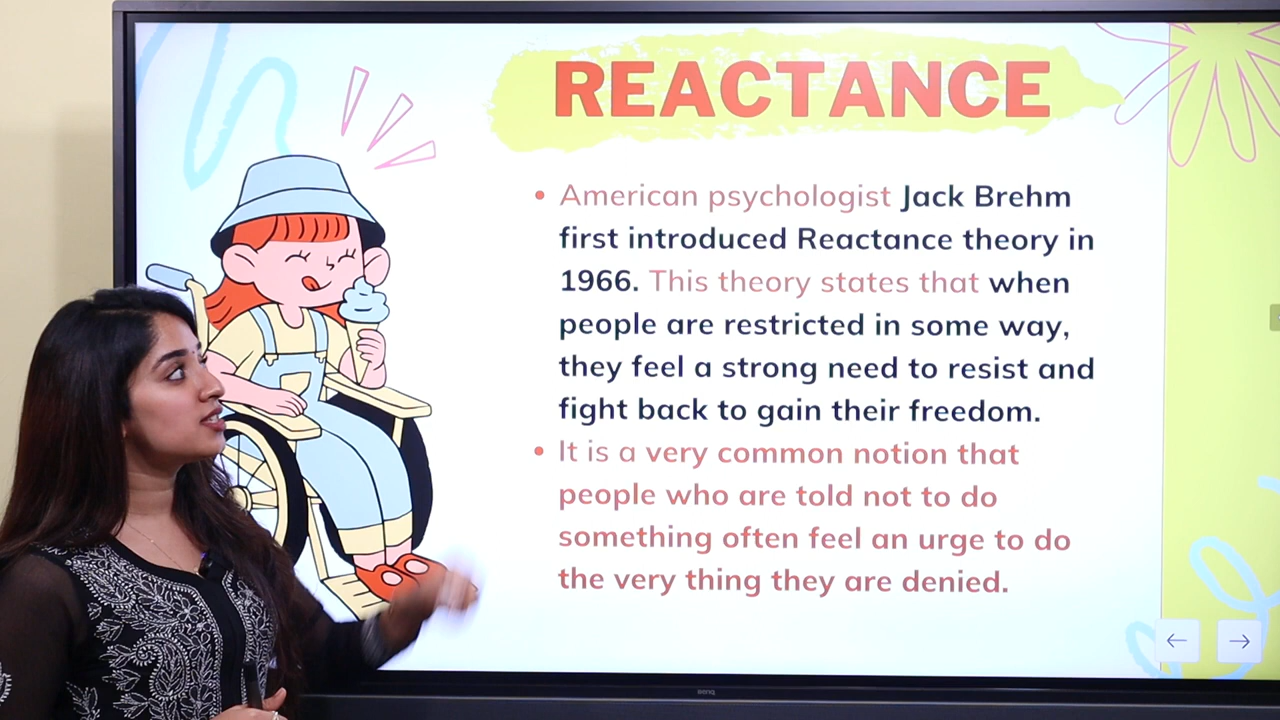 REACTANCE
• American psychologist Jack Brehm
first introduced Reactance theory in
1966. This theory states that when
people are restricted in some way,
they feel a strong need to resist and
fight back to gain their freedom.
• It is a very common notion that
people who are told not to do
something often feel an urge to do
the very thing they are denied.
BenQ